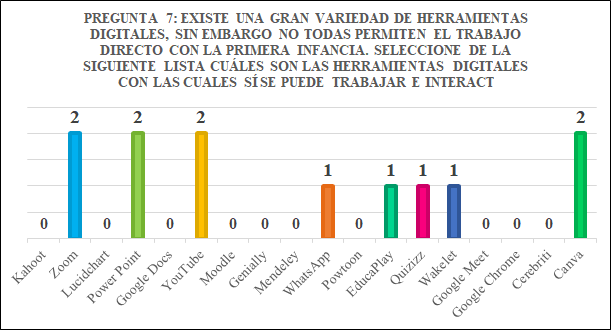 PREGUNTA 7: EXISTE UNA GRAN VARIEDAD DE HERRAMIENTAS
DIGITALES, SIN EMBARGO NO TODAS PERMITEN EL TRABAJO
DIRECTO CON LA PRIMERA INFANCIA. SELECCIONE DE LA
SIGUIENTE LISTA CUÁLES SON LAS HERRAMIENTAS DIGITALES
CON LAS CUALES SÍ SE PUEDE TRABAJAR E INTERACT
0 2 0 2 0 2 0 0 0 1 0 1 1 1 0 0 0 2
Kahoot
Zoom
Lucidchart
Power Point
Google Docs
YouTube
Moodle
Genially
Mendeley
WhatsApp
Powtoon
EducaPlay
Quizizz
Wakelet
Google Meet
Google Chrome
Cerebriti
Canva